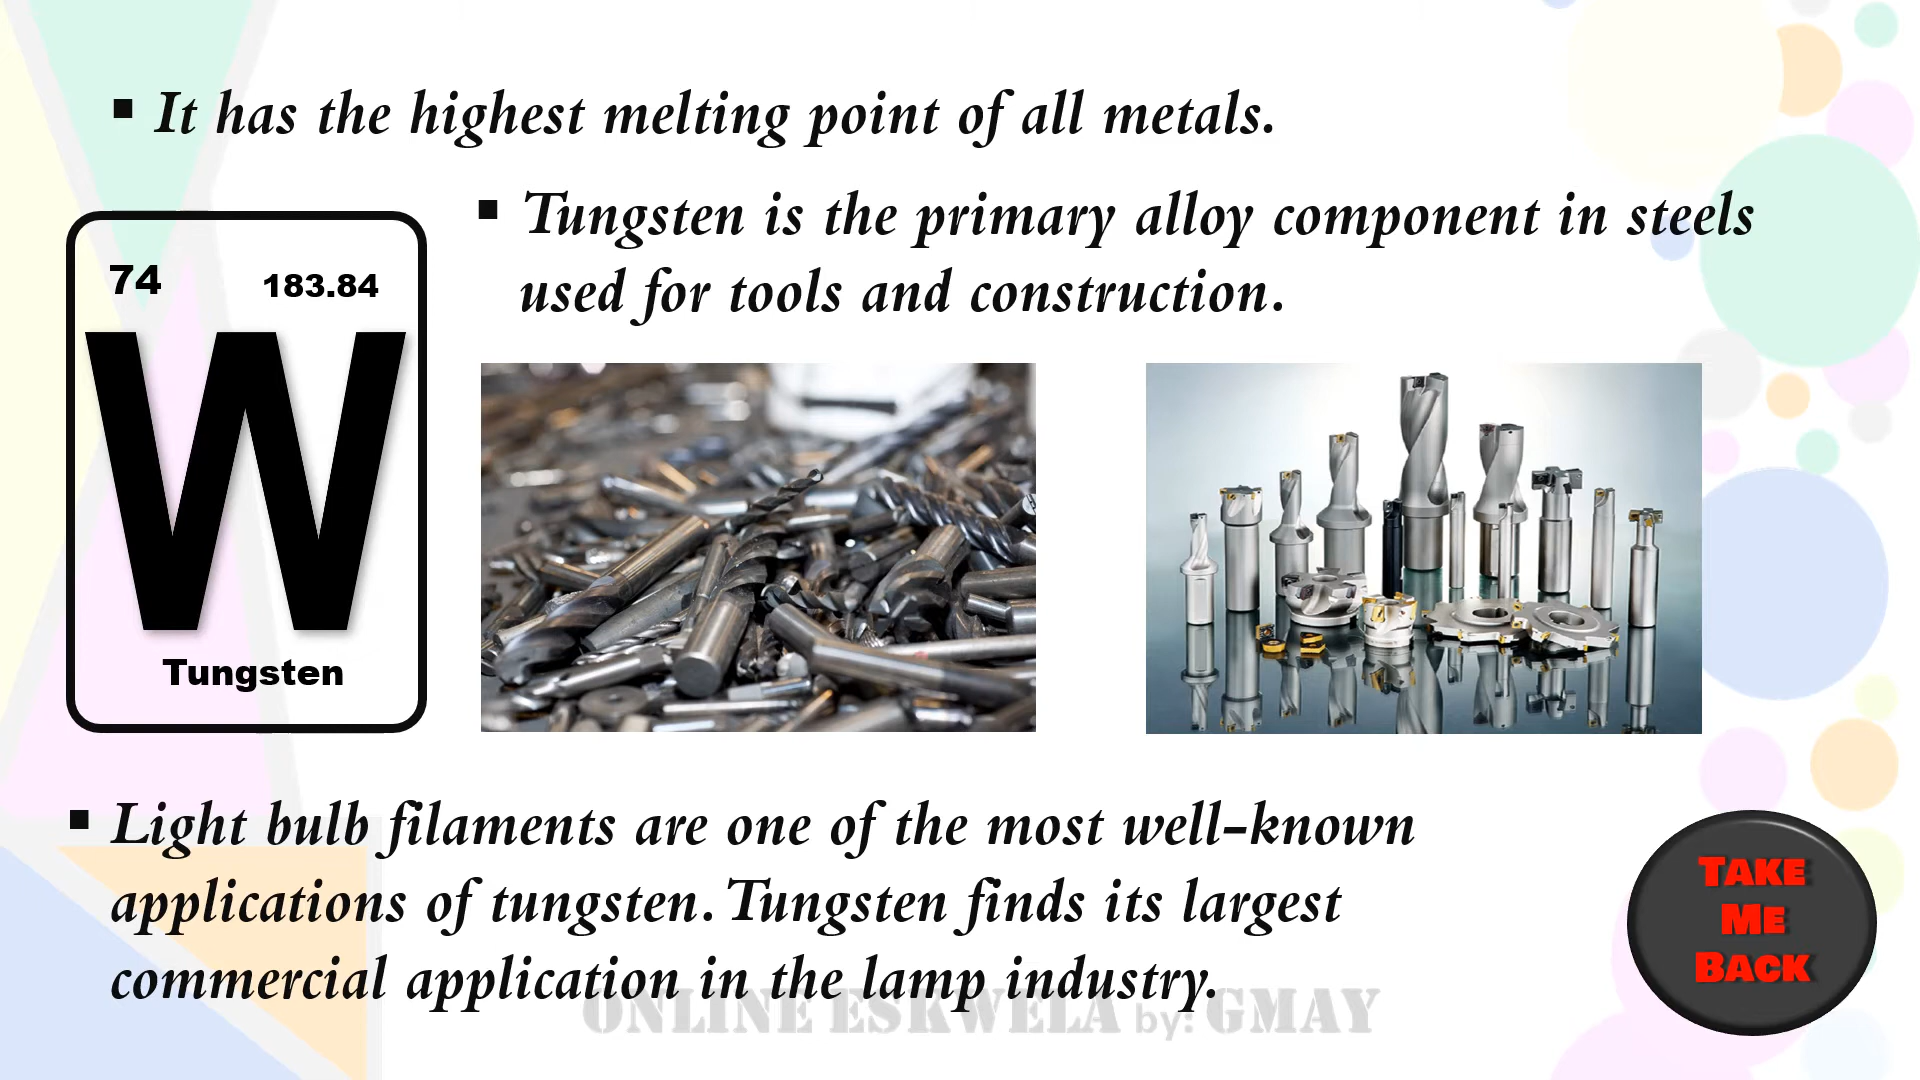 ▪ It has the highest melting point of all metals.
▪ Tungsten is the primary alloy component in steels
used for tools and construction.
74
183.84
W
Tungsten
▪ Light bulb filaments are one of the most well-known
applications of tungsten. Tungsten finds its largest
commercial application in the lamp industry.
TAKE
ME
BACK
ONLINE ESKWELA by: GMAY